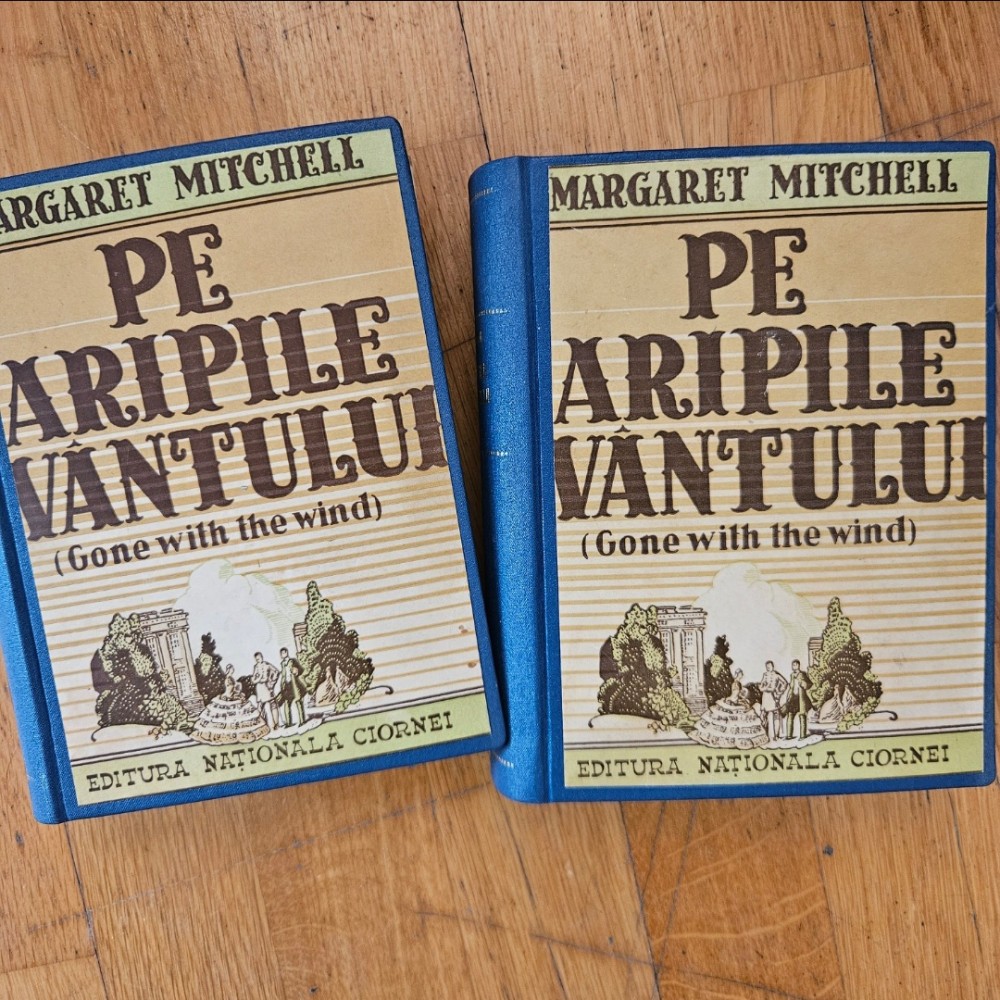 ARGARET MITCHELL
PE
ARIPILE
VÂNTULUI
(Gone with the wind)
EDITURA NAȚIONALA CIORNEI
MARGARET MITCHELL
PE
ARIPILE
VÂNTULUI
(Gone with the wind)
EDITURA NAȚIONALA CIORNEI